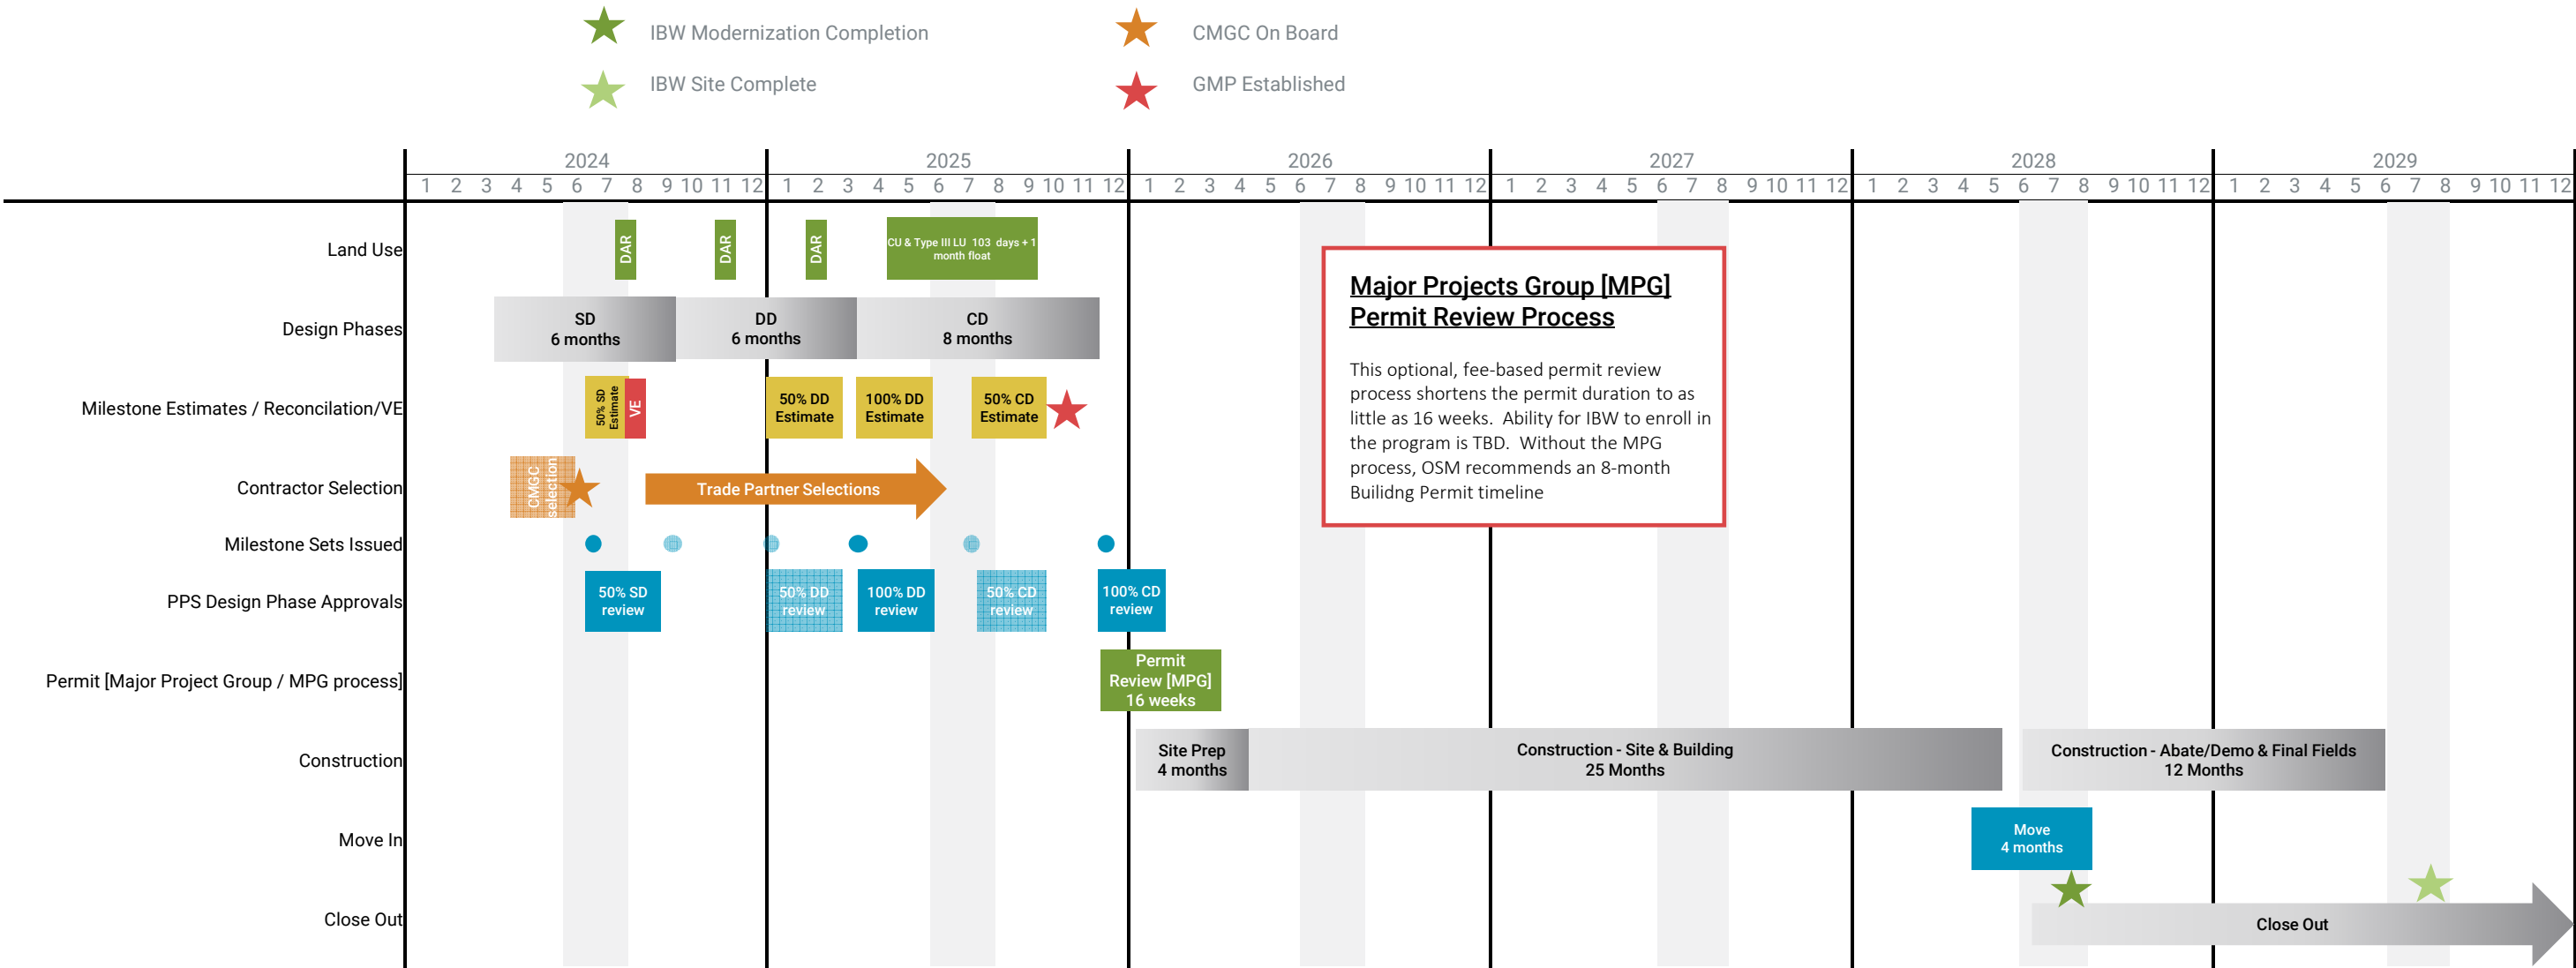 IBW Modernization Completion
CMGC On Board
IBW Site Complete
GMP Established
2024
2025
2026
2027
2028
2029
1 2 3 4 5 6 7 8 9 10 11 12
1 2 3 4 5 6 7 8 9 10 11 12
1 2 3 4 5 6 7 8 9 10 11 12
1 2 3 4 5 6 7 8 9 10 11 12
1 2 3 4 5 6 7 8 9 10 11 12
1 2 3 4 5 6 7 8 9 10 11 12
Land Use
DAR
DAR
DAR
CU & Type III LU 103 days + 1
month float
Design Phases
SD
6 months
DD
6 months
CD
8 months
Milestone Estimates / Reconcilation/VE
50% SD
Estimate
VE
50% DD
Estimate
100% DD
Estimate
50% CD
Estimate
Contractor Selection
CMGC
selection
Trade Partner Selections
Milestone Sets Issued
PPS Design Phase Approvals
50% SD
review
50% DD
review
100% DD
review
50% CD
review
100% CD
review
Major Projects Group [MPG]
Permit Review Process
This optional, fee-based permit review
process shortens the permit duration to as
little as 16 weeks. Ability for IBW to enroll in
the program is TBD. Without the MPG
process, OSM recommends an 8-month
Builidng Permit timeline
Permit [Major Project Group / MPG process]
Permit
Review [MPG]
16 weeks
Construction
Site Prep
4 months
Construction - Site & Building
25 Months
Construction - Abate/Demo & Final Fields
12 Months
Move In
Move
4 months
Close Out
Close Out